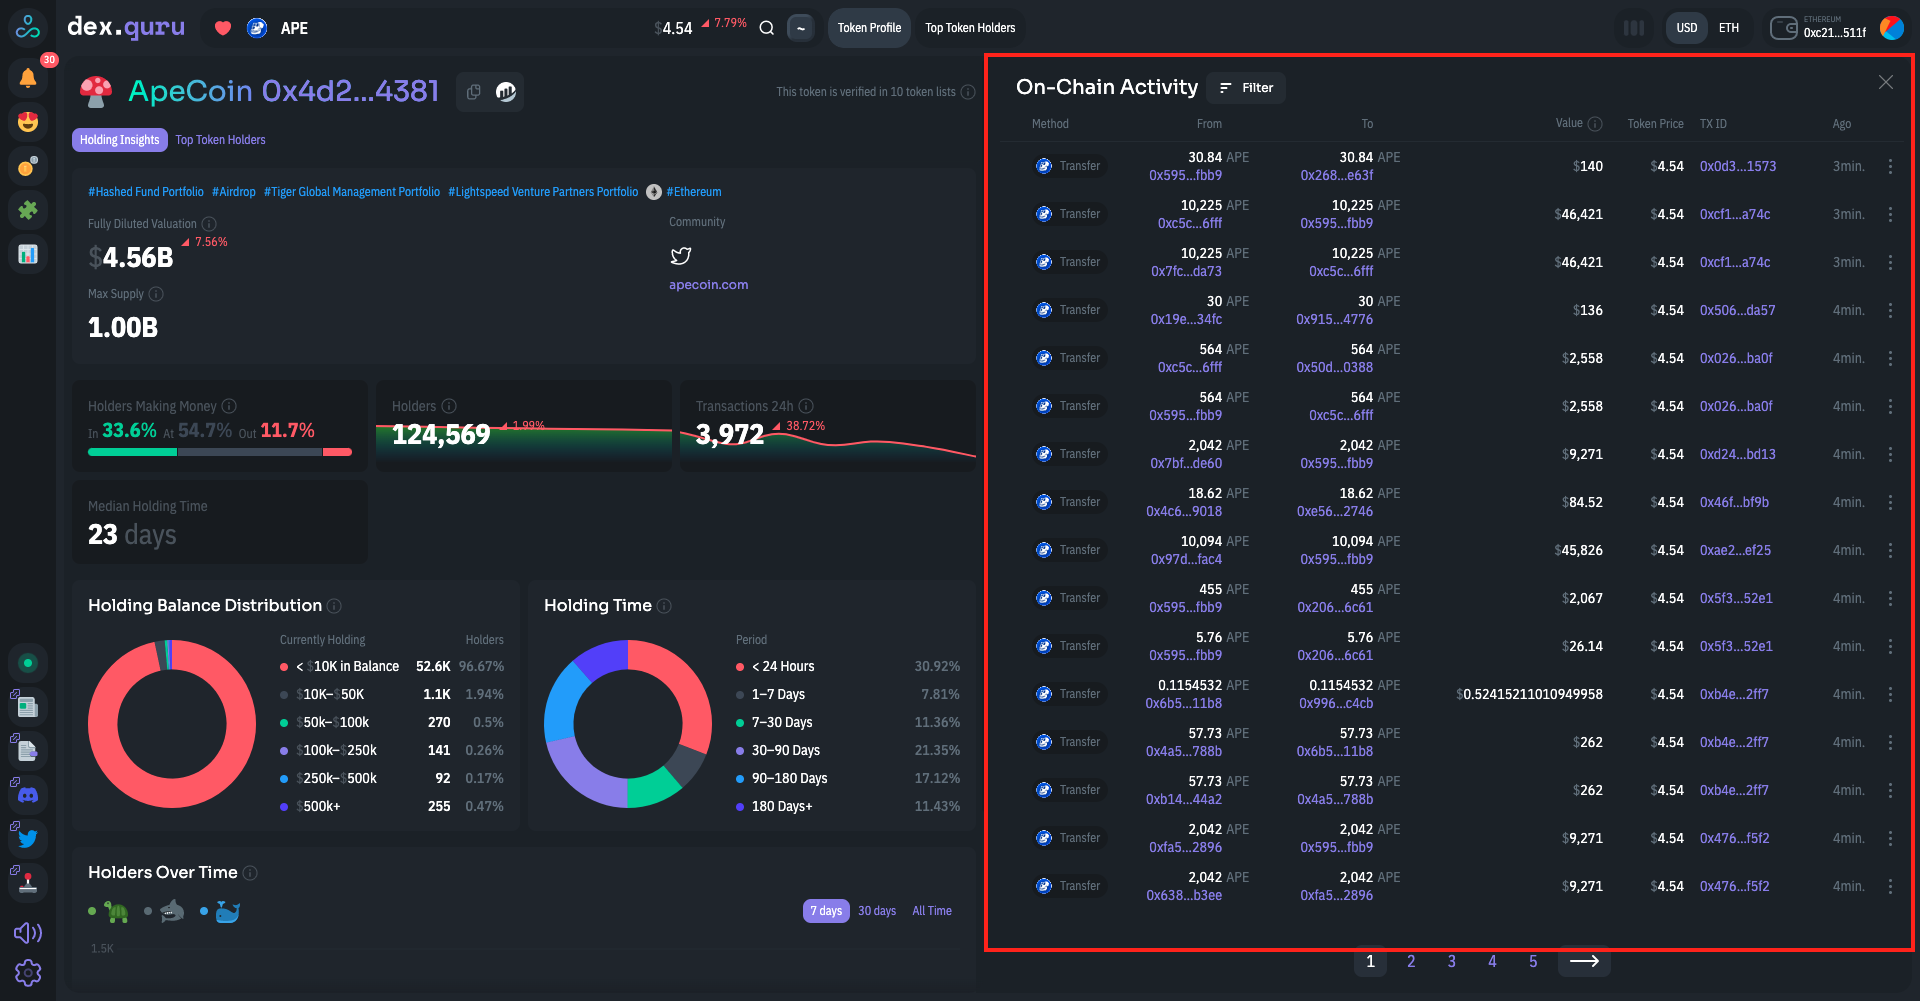 dex.guru
APE
$4.54 7.79%
~
Token Profile
Top Token Holders
USD
ETH
ETHEREUM
0xc21...511f
30
ApeCoin 0x4d2...4381
This token is verified in 10 token lists
Holding Insights
Top Token Holders
#Hashed Fund Portfolio #Airdrop #Tiger Global Management Portfolio #Lightspeed Venture Partners Portfolio #Ethereum
Fully Diluted Valuation
$4.56B 7.56%
Max Supply
1.00B
Community
apecoin.com
Holders Making Money
In 33.6% At 54.7% Out 11.7%
Holders
124,569 1.99%
Transactions 24h
3,972 38.72%
Median Holding Time
23 days
Holding Balance Distribution
Currently Holding Holders
< $10K in Balance 52.6K 96.67%
$10K–$50K 1.1K 1.94%
$50k–$100k 270 0.5%
$100k–$250k 141 0.26%
$250k–$500k 92 0.17%
$500k+ 255 0.47%
Holding Time
Period
< 24 Hours 30.92%
1–7 Days 7.81%
7–30 Days 11.36%
30–90 Days 21.35%
90–180 Days 17.12%
180 Days+ 11.43%
Holders Over Time
7 days 30 days All Time
1.5K
On-Chain Activity
Filter
Method From To Value Token Price TX ID Ago
30.84 APE 30.84 APE
Transfer $140 $4.54 0x0d3...1573 3min.
0x595...fbb9 0x268...e63f
10,225 APE 10,225 APE
Transfer $46,421 $4.54 0xcf1...a74c 3min.
0xc5c...6fff 0x595...fbb9
10,225 APE 10,225 APE
Transfer $46,421 $4.54 0xcf1...a74c 3min.
0x7fc...da73 0xc5c...6fff
30 APE 30 APE
Transfer $136 $4.54 0x506...da57 4min.
0x19e...34fc 0x915...4776
564 APE 564 APE
Transfer $2,558 $4.54 0x026...ba0f 4min.
0xc5c...6fff 0x50d...0388
564 APE 564 APE
Transfer $2,558 $4.54 0x026...ba0f 4min.
0x595...fbb9 0xc5c...6fff
2,042 APE 2,042 APE
Transfer $9,271 $4.54 0xd24...bd13 4min.
0x7bf...de60 0x595...fbb9
18.62 APE 18.62 APE
Transfer $84.52 $4.54 0x46f...bf9b 4min.
0x4c6...9018 0xe56...2746
10,094 APE 10,094 APE
Transfer $45,826 $4.54 0xae2...ef25 4min.
0x97d...fac4 0x595...fbb9
455 APE 455 APE
Transfer $2,067 $4.54 0x5f3...52e1 4min.
0x595...fbb9 0x206...6c61
5.76 APE 5.76 APE
Transfer $26.14 $4.54 0x5f3...52e1 4min.
0x595...fbb9 0x206...6c61
0.1154532 APE 0.1154532 APE
Transfer $0.52415211010949958 $4.54 0xb4e...2ff7 4min.
0x6b5...11b8 0x996...c4cb
57.73 APE 57.73 APE
Transfer $262 $4.54 0xb4e...2ff7 4min.
0x4a5...788b 0x6b5...11b8
57.73 APE 57.73 APE
Transfer $262 $4.54 0xb4e...2ff7 4min.
0xb14...44a2 0x4a5...788b
2,042 APE 2,042 APE
Transfer $9,271 $4.54 0x476...f5f2 4min.
0xfa5...2896 0x595...fbb9
2,042 APE 2,042 APE
Transfer $9,271 $4.54 0x476...f5f2 4min.
0x638...b3ee 0xfa5...2896
1 2 3 4 5